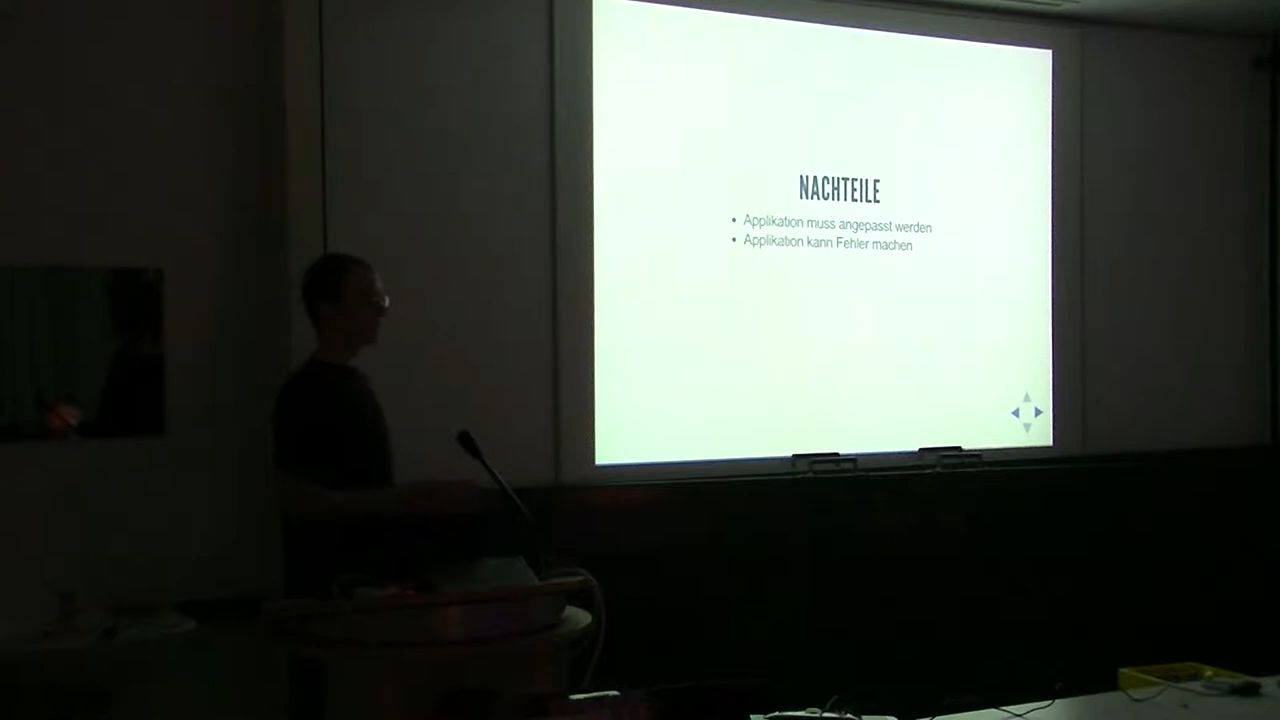 NACHTEILE
• Applikation muss angepasst werden
• Applikation kann Fehler machen